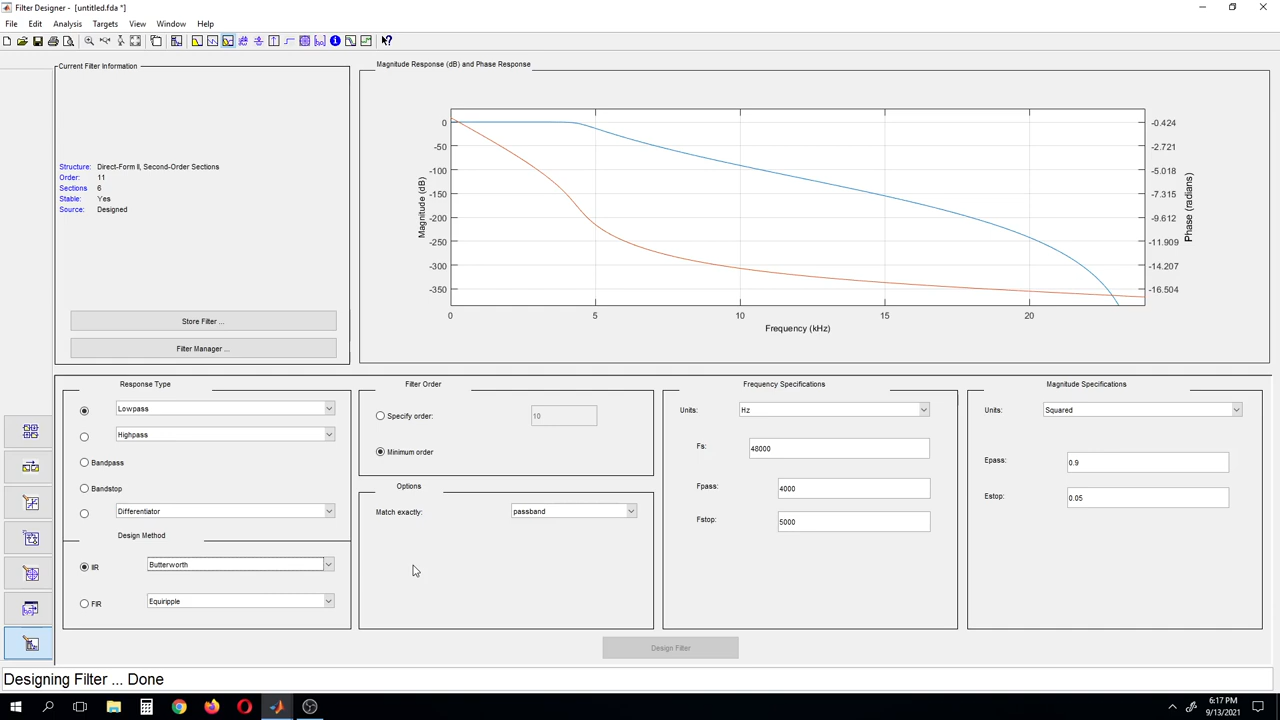 Filter Designer - [untitled.fda *]
File Edit Analysis Targets View Window Help
Current Filter Information
Structure: Direct-Form II, Second-Order Sections
Order: 11
Sections 6
Stable: Yes
Source: Designed
Store Filter ...
Filter Manager ...
Magnitude Response (dB) and Phase Response
0
-50
-100
-150
-200
-250
-300
-350
Magnitude (dB)
-0.424
-2.721
-5.018
-7.315
-9.612
-11.909
-14.207
-16.504
Phase (radians)
0 5 10 15 20
Frequency (kHz)
Response Type
Lowpass
Highpass
Bandpass
Bandstop
Differentiator
Design Method
IIR Butterworth
FIR Equiripple
Filter Order
Specify order: 10
Minimum order
Options
Match exactly: passband
Frequency Specifications
Units: Hz
Fs: 48000
Fpass: 4000
Fstop: 5000
Magnitude Specifications
Units: Squared
Epass: 0.9
Estop: 0.05
Design Filter
Designing Filter ... Done
6:17 PM
9/13/2021